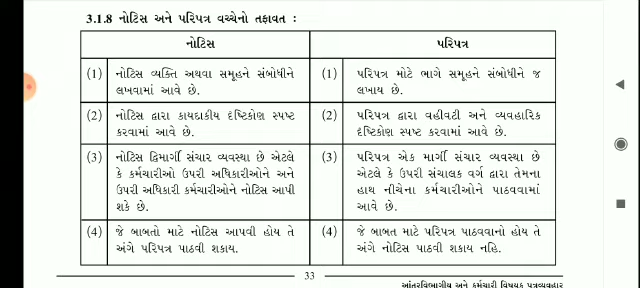 3.1.8 નોટિસ અને પરિપત્ર વચ્ચેનો તફાવત :
નોટિસ
પરિપત્ર
(1) નોટિસ વ્યક્તિ અથવા સમૂહને સંબોધીને
લખવામાં આવે છે.
(1) પરિપત્ર મોટે ભાગે સમૂહને સંબોધીને જ
લખાય છે.
(2) નોટિસ દ્વારા કાયદાકીય દૃષ્ટિકોણ સ્પષ્ટ
કરવામાં આવે છે.
(2) પરિપત્ર દ્વારા વહીવટી અને વ્યવહારિક
દૃષ્ટિકોણ સ્પષ્ટ કરવામાં આવે છે.
(3) નોટિસ દ્વિમાર્ગી સંચાર વ્યવસ્થા છે એટલે
કે કર્મચારીઓ ઉપરી અધિકારીઓને અને
ઉપરી અધિકારી કર્મચારીઓને નોટિસ આપી
શકે છે.
(3) પરિપત્ર એક માર્ગી સંચાર વ્યવસ્થા છે
એટલે કે ઉપરી સંચાલક વર્ગ દ્વારા તેમના
હાથ નીચેના કર્મચારીઓને પાઠવવામાં
આવે છે.
(4) જે બાબતો માટે નોટિસ આપવી હોય તે
અંગે પરિપત્ર પાઠવી શકાય.
(4) જે બાબત માટે પરિપત્ર પાઠવવાનો હોય તે
અંગે નોટિસ પાઠવી શકાય નહિ.
33
આંતરવિભાગીય અને કર્મચારી વિષયક પત્રવ્યવહાર